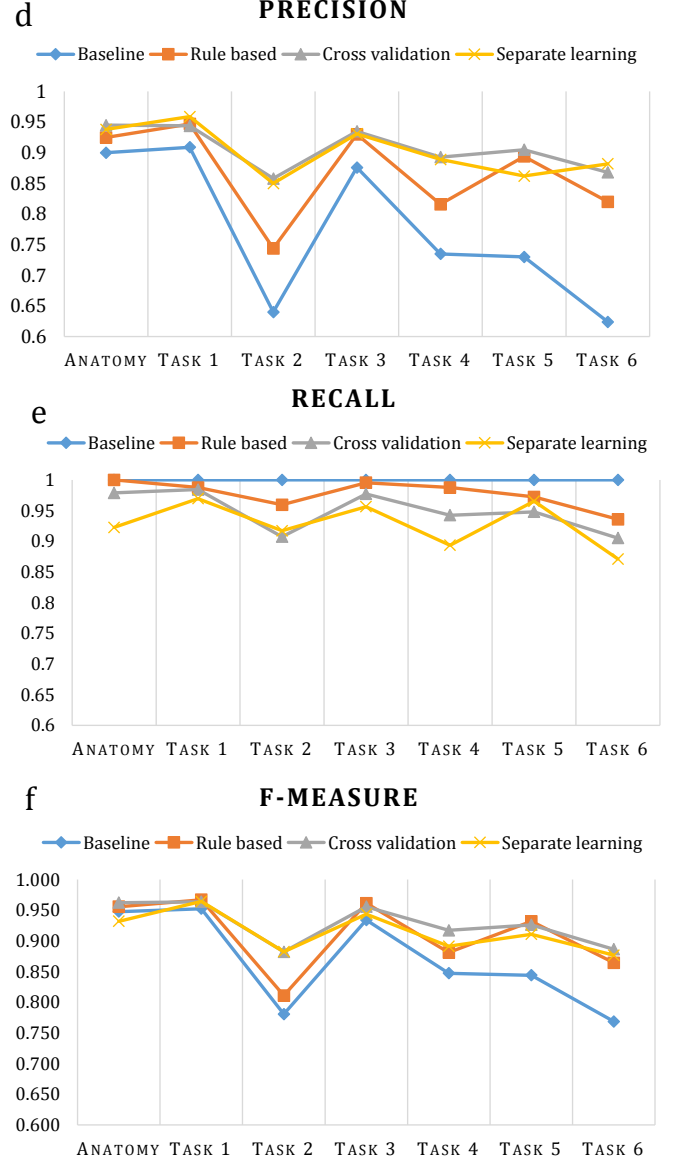 d
PRECISION
Baseline Rule based Cross validation Separate learning
1
0.95
0.9
0.85
0.8
0.75
0.7
0.65
0.6
ANATOMY TASK 1 TASK 2 TASK 3 TASK 4 TASK 5 TASK 6
e
RECALL
Baseline Rule based Cross validation Separate learning
1
0.95
0.9
0.85
0.8
0.75
0.7
0.65
0.6
ANATOMY TASK 1 TASK 2 TASK 3 TASK 4 TASK 5 TASK 6
f
F-MEASURE
Baseline Rule based Cross validation Separate learning
1.000
0.950
0.900
0.850
0.800
0.750
0.700
0.650
0.600
ANATOMY TASK 1 TASK 2 TASK 3 TASK 4 TASK 5 TASK 6